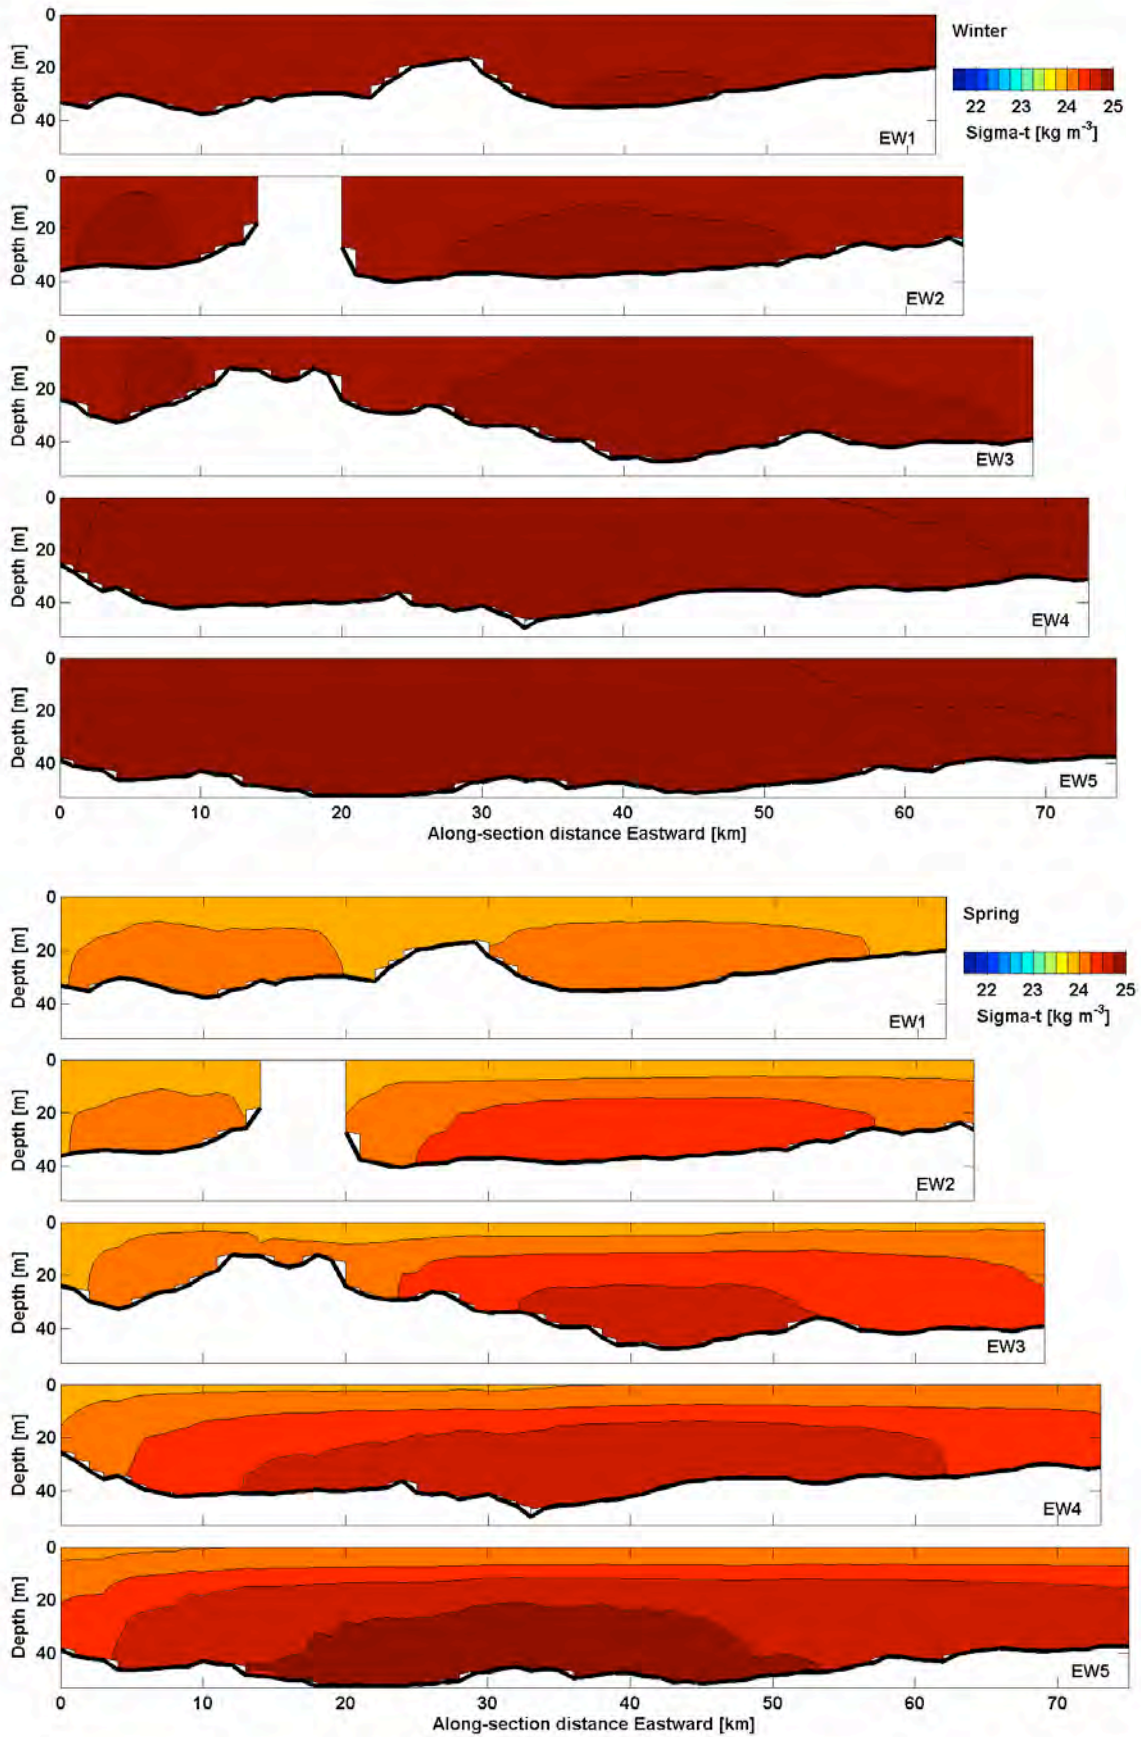 0
20
40
Depth [m]
EW1
Winter
22 23 24 25
Sigma-t [kg m-3]
0
20
40
Depth [m]
EW2
0
20
40
Depth [m]
EW3
0
20
40
Depth [m]
EW4
0
20
40
Depth [m]
EW5
0 10 20 30 40 50 60 70
Along-section distance Eastward [km]
0
20
40
Depth [m]
EW1
Spring
22 23 24 25
Sigma-t [kg m-3]
0
20
40
Depth [m]
EW2
0
20
40
Depth [m]
EW3
0
20
40
Depth [m]
EW4
0
20
40
Depth [m]
EW5
0 10 20 30 40 50 60 70
Along-section distance Eastward [km]